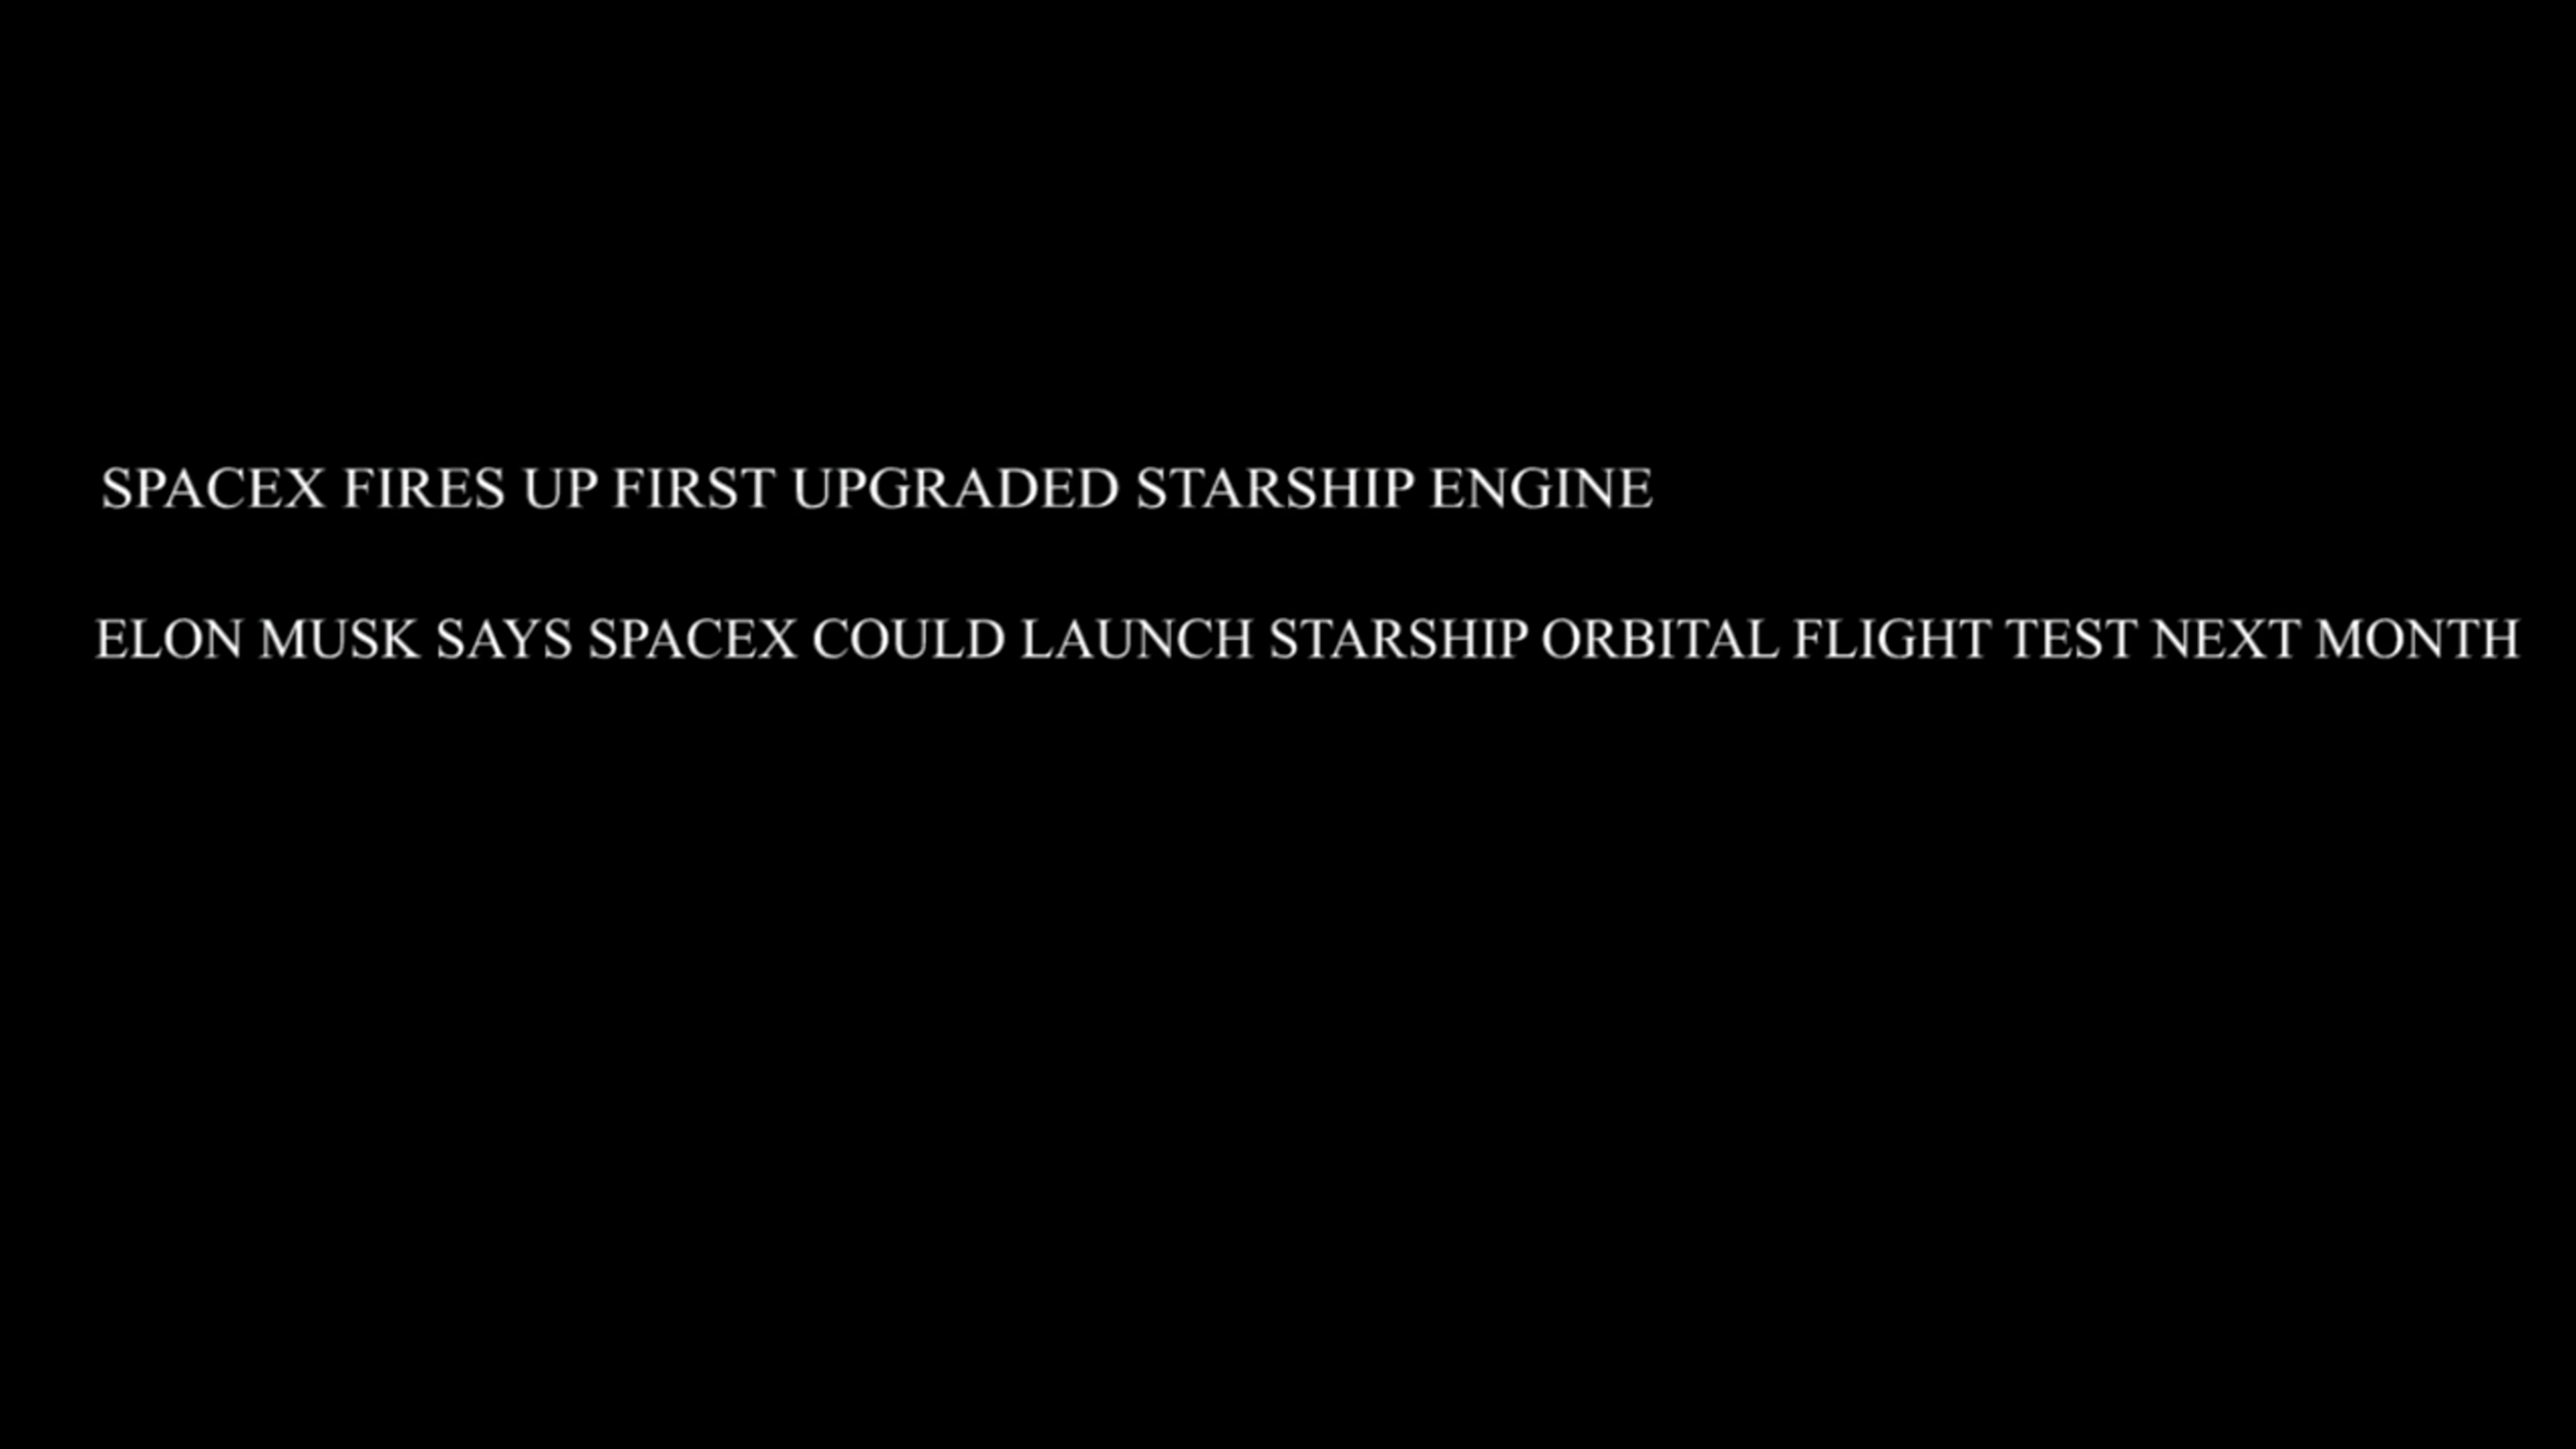 SPACEX FIRES UP FIRST UPGRADED STARSHIP ENGINE
ELON MUSK SAYS SPACEX COULD LAUNCH STARSHIP ORBITAL FLIGHT TEST NEXT MONTH